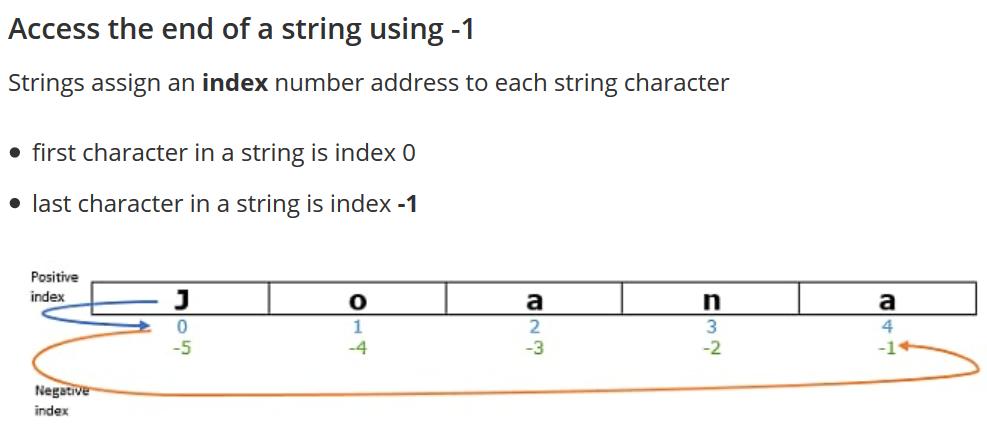 Access the end of a string using -1
Strings assign an index number address to each string character
• first character in a string is index 0
• last character in a string is index -1
Positive
index
J o a n a
0 1 2 3 4
-5 -4 -3 -2 -1
Negative
index